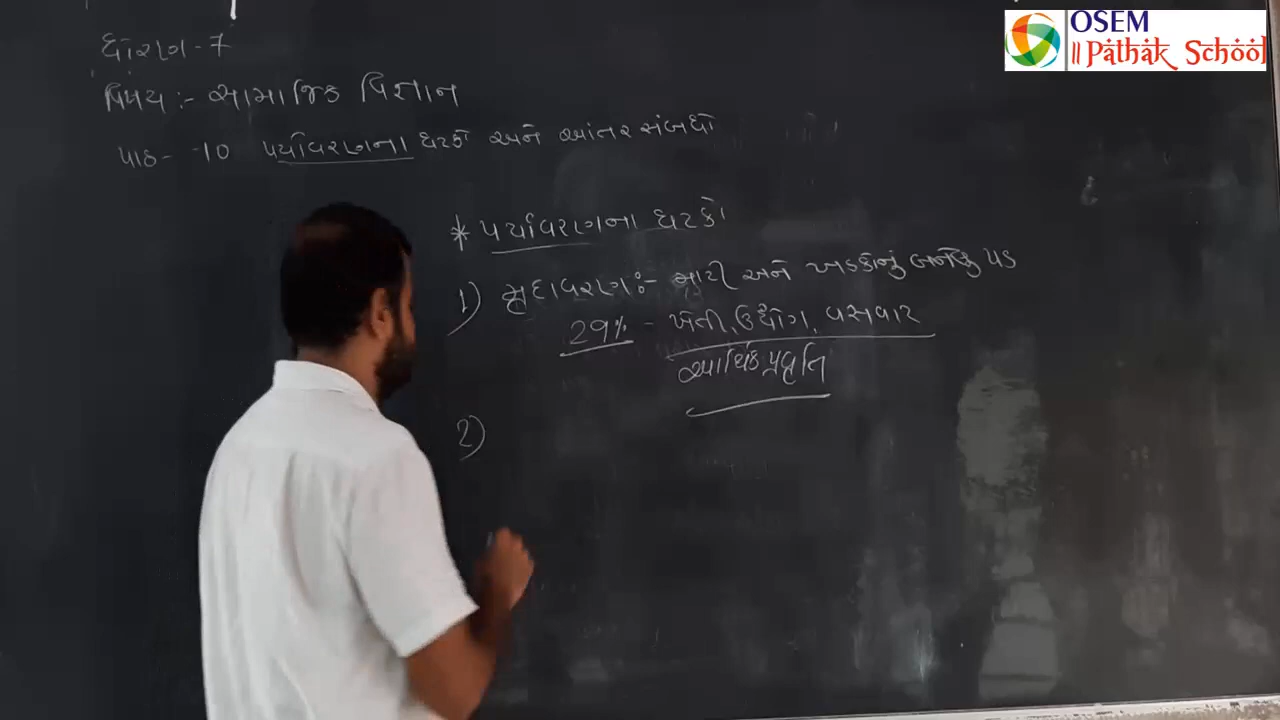 OSEM
|| Pathak School
ધોરણ - 7
વિષય :- સામાજિક વિજ્ઞાન
પાઠ - 10 પર્યાવરણના ઘટકો અને આંતર સંબધો
* પર્યાવરણના ઘટકો
1) મૃદાવરણ :- માટી અને ખડકોનું બનેલુ પડ
29% - ખેતી, ઉદ્યોગ, વસવાટ
આર્થિક પ્રવૃતિ
2)